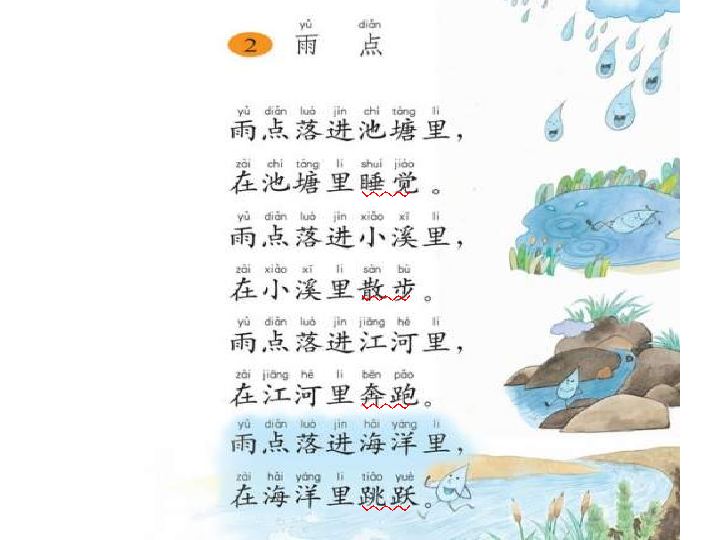 yǔ diǎn
2 雨 点
yǔ diǎn luò jìn chí táng lǐ
雨点落进池塘里，
zài chí táng lǐ shuì jiào
在池塘里睡觉。
yǔ diǎn luò jìn xiǎo xī lǐ
雨点落进小溪里，
zài xiǎo xī lǐ sàn bù
在小溪里散步。
yǔ diǎn luò jìn jiāng hé lǐ
雨点落进江河里，
zài jiāng hé lǐ bēn pǎo
在江河里奔跑。
yǔ diǎn luò jìn hǎi yáng lǐ
雨点落进海洋里，
zài hǎi yáng lǐ tiào yuè
在海洋里跳跃。